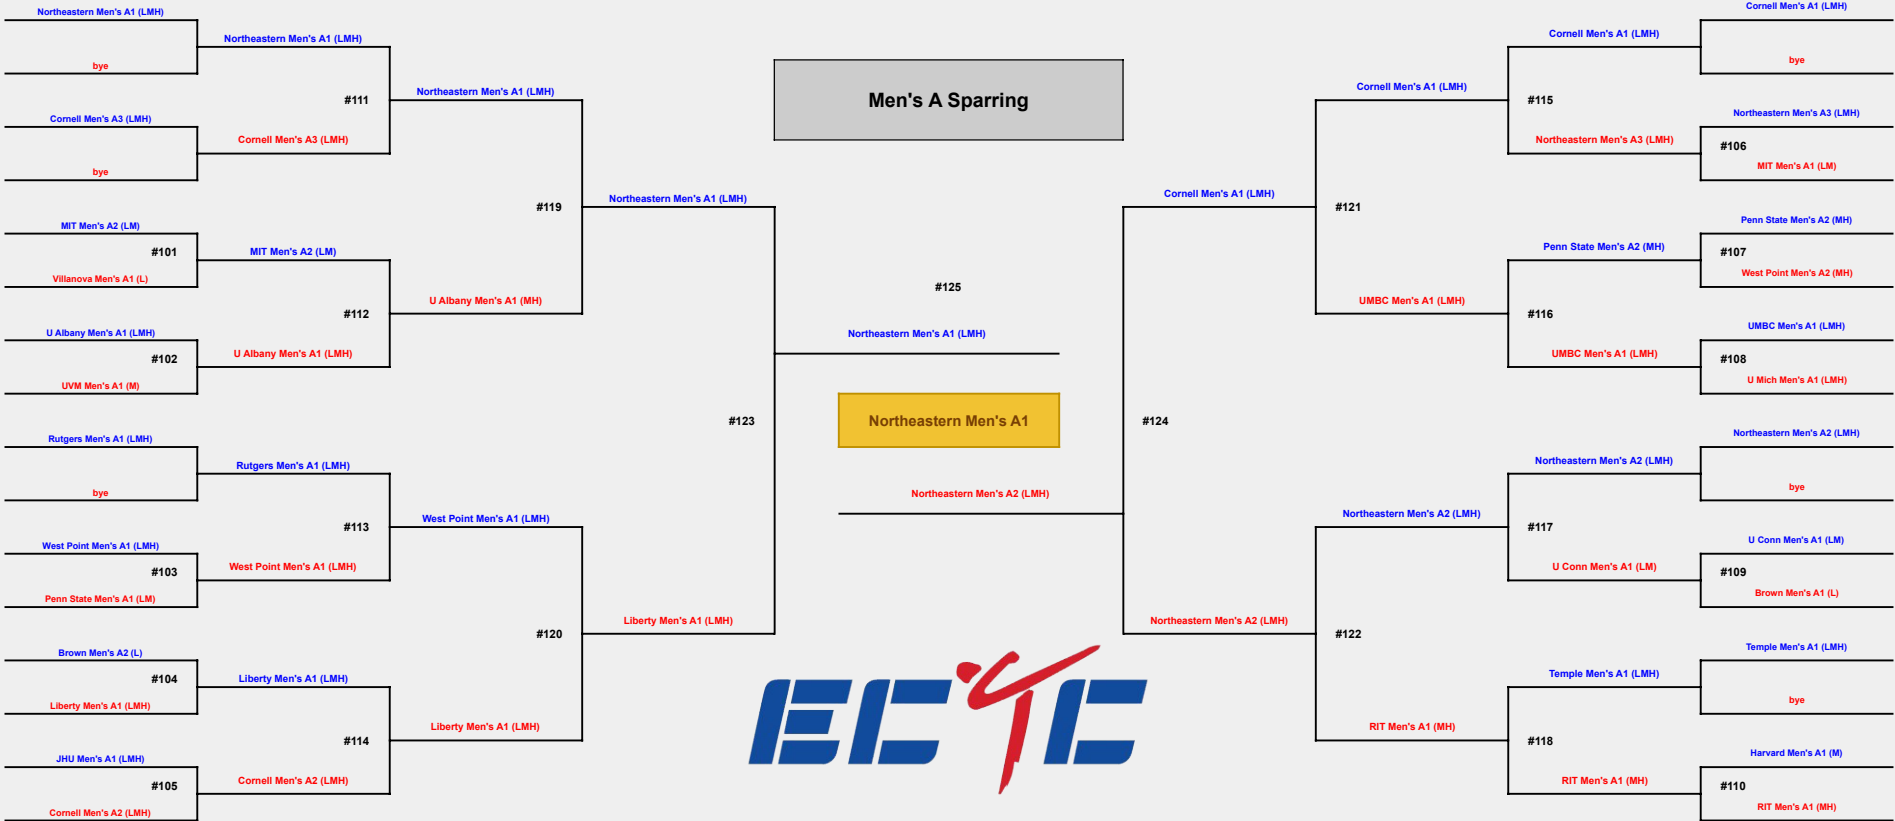 Northeastern Men's A1 (LMH)
bye
Cornell Men's A3 (LMH)
bye
MIT Men's A2 (LM)
#101
Villanova Men's A1 (L)
U Albany Men's A1 (LMH)
#102
UVM Men's A1 (M)
Rutgers Men's A1 (LMH)
bye
West Point Men's A1 (LMH)
#103
Penn State Men's A1 (LM)
Brown Men's A2 (L)
#104
Liberty Men's A1 (LMH)
JHU Men's A1 (LMH)
#105
Cornell Men's A2 (LMH)
Northeastern Men's A1 (LMH)
#111
Cornell Men's A3 (LMH)
MIT Men's A2 (LM)
#112
U Albany Men's A1 (LMH)
Rutgers Men's A1 (LMH)
#113
West Point Men's A1 (LMH)
Liberty Men's A1 (LMH)
#114
Cornell Men's A2 (LMH)
Northeastern Men's A1 (LMH)
#119
U Albany Men's A1 (MH)
West Point Men's A1 (LMH)
#120
Liberty Men's A1 (LMH)
Northeastern Men's A1 (LMH)
#123
Liberty Men's A1 (LMH)
Men's A Sparring
#125
Northeastern Men's A1 (LMH)
Northeastern Men's A1
Northeastern Men's A2 (LMH)
ECTC
Cornell Men's A1 (LMH)
#124
Northeastern Men's A2 (LMH)
Cornell Men's A1 (LMH)
#121
UMBC Men's A1 (LMH)
Northeastern Men's A2 (LMH)
#122
RIT Men's A1 (MH)
Cornell Men's A1 (LMH)
#115
Northeastern Men's A3 (LMH)
Penn State Men's A2 (MH)
#116
UMBC Men's A1 (LMH)
Northeastern Men's A2 (LMH)
#117
U Conn Men's A1 (LM)
Temple Men's A1 (LMH)
#118
RIT Men's A1 (MH)
Cornell Men's A1 (LMH)
bye
Northeastern Men's A3 (LMH)
#106
MIT Men's A1 (LM)
Penn State Men's A2 (MH)
#107
West Point Men's A2 (MH)
UMBC Men's A1 (LMH)
#108
U Mich Men's A1 (LMH)
Northeastern Men's A2 (LMH)
bye
U Conn Men's A1 (LM)
#109
Brown Men's A1 (L)
Temple Men's A1 (LMH)
bye
Harvard Men's A1 (M)
#110
RIT Men's A1 (MH)